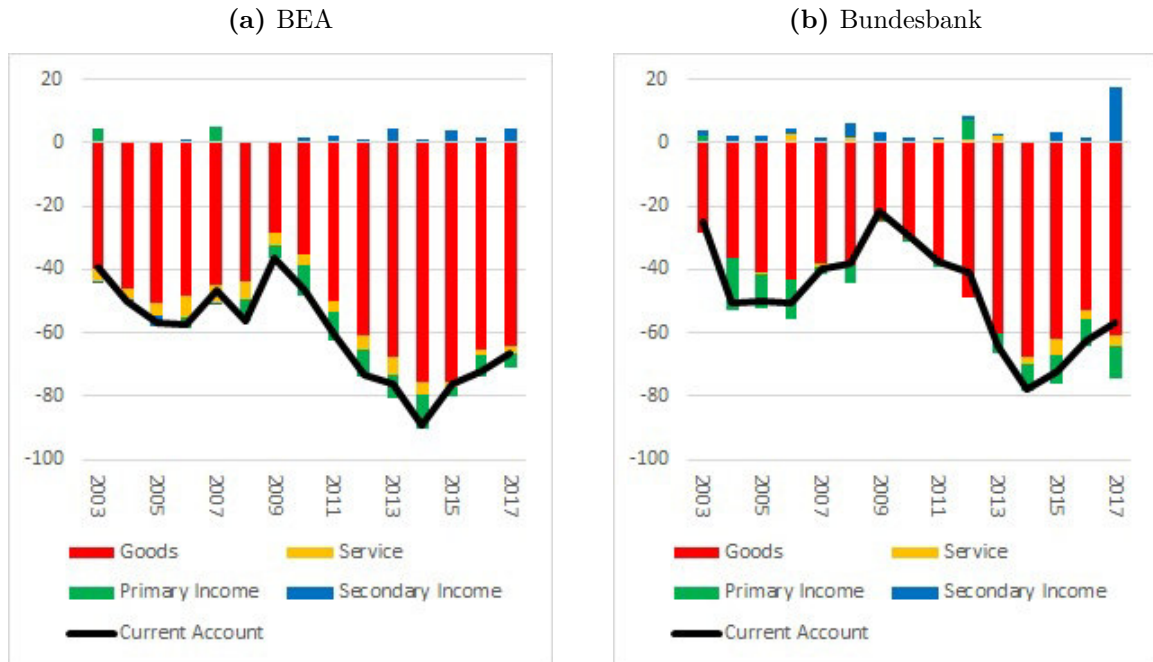 (a) BEA
20
0
-20
-40
-60
-80
-100
2003
2005
2007
2009
2011
2013
2015
2017
Goods
Service
Primary Income
Secondary Income
Current Account
(b) Bundesbank
20
0
-20
-40
-60
-80
-100
2003
2005
2007
2009
2011
2013
2015
2017
Goods
Service
Primary Income
Secondary Income
Current Account